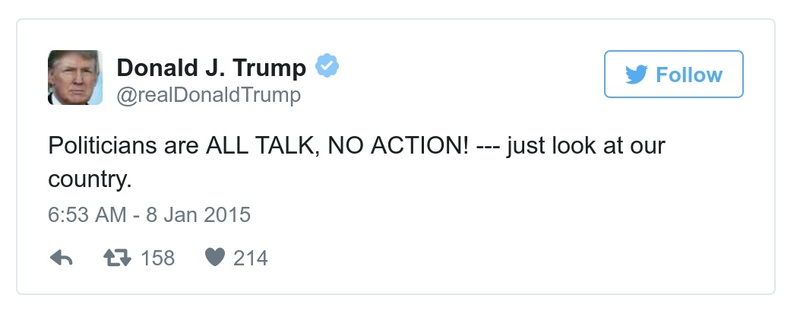 Donald J. Trump
@realDonaldTrump
Follow
Politicians are ALL TALK, NO ACTION! --- just look at our
country.
6:53 AM - 8 Jan 2015
158 214